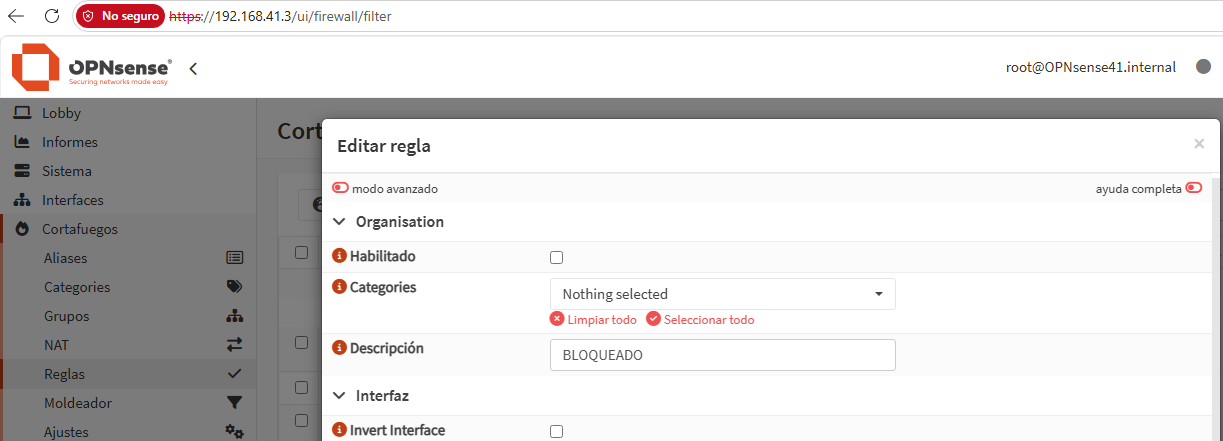 No seguro https://192.168.41.3/ui/firewall/filter
OPNsense®
Securing networks made easy
root@OPNsense41.internal
Lobby
Informes
Sistema
Interfaces
Cortafuegos
Aliases
Categories
Grupos
NAT
Reglas
Moldeador
Ajustes
Cort
Editar regla ×
modo avanzado ayuda completa
Organisation
Habilitado
Categories Nothing selected
Limpiar todo Seleccionar todo
Descripción BLOQUEADO
Interfaz
Invert Interface